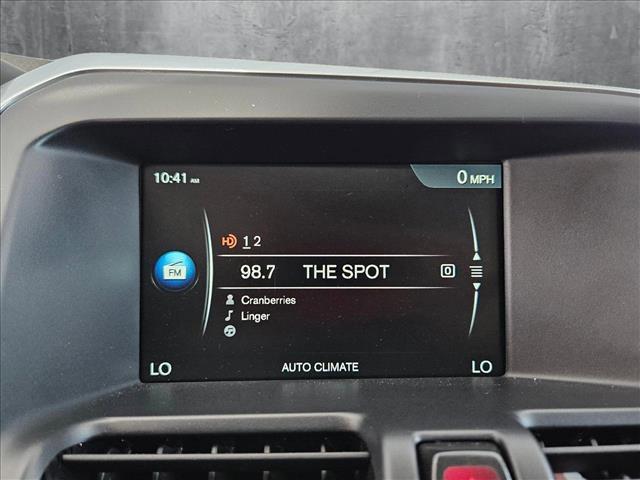 10:41 AM 0 MPH
HD 1 2
FM 98.7 THE SPOT 0
Cranberries
Linger
LO AUTO CLIMATE LO